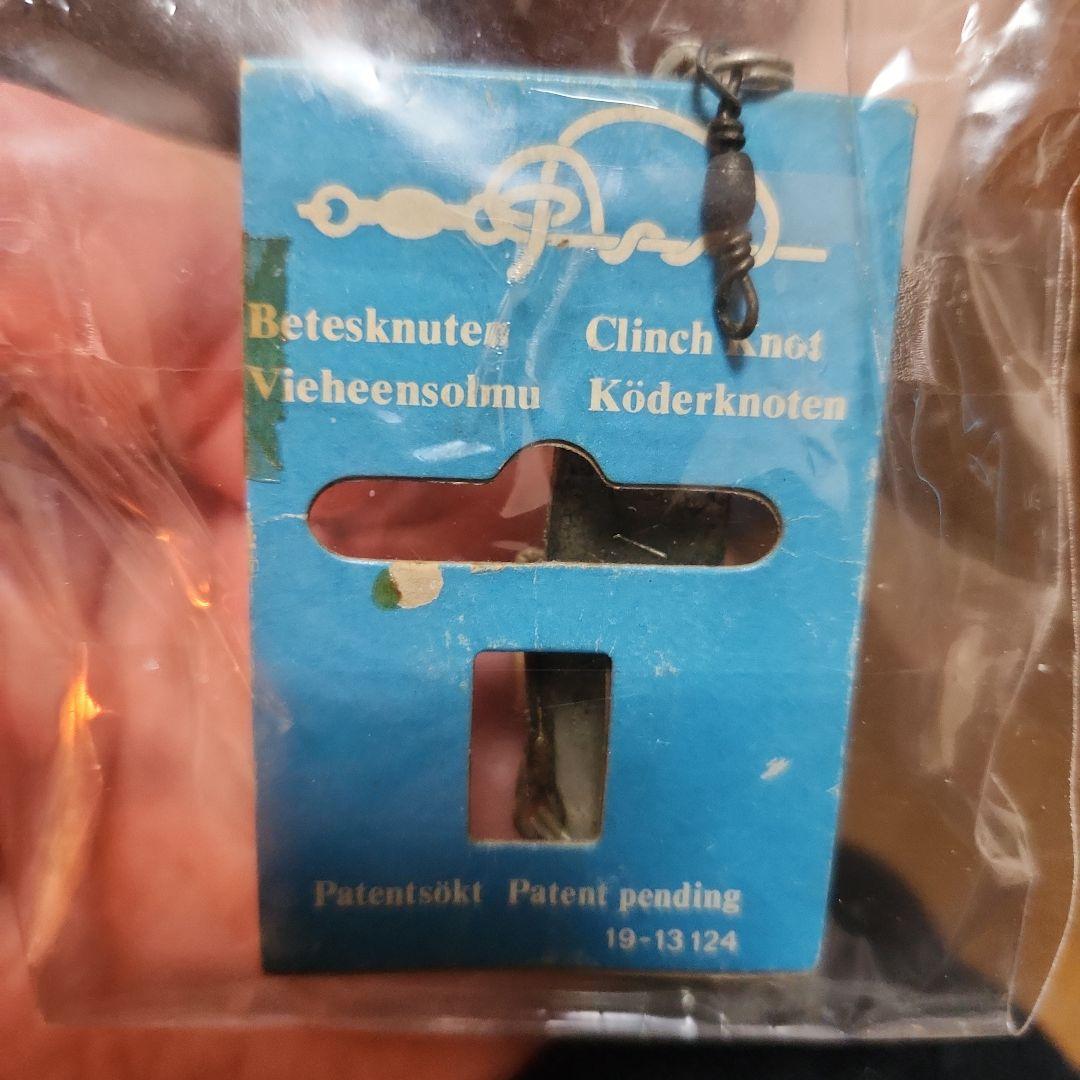 Betesknuten Clinch Knot
Vieheensolmu Köderknoten
Patentsökt Patent pending
19-13 124